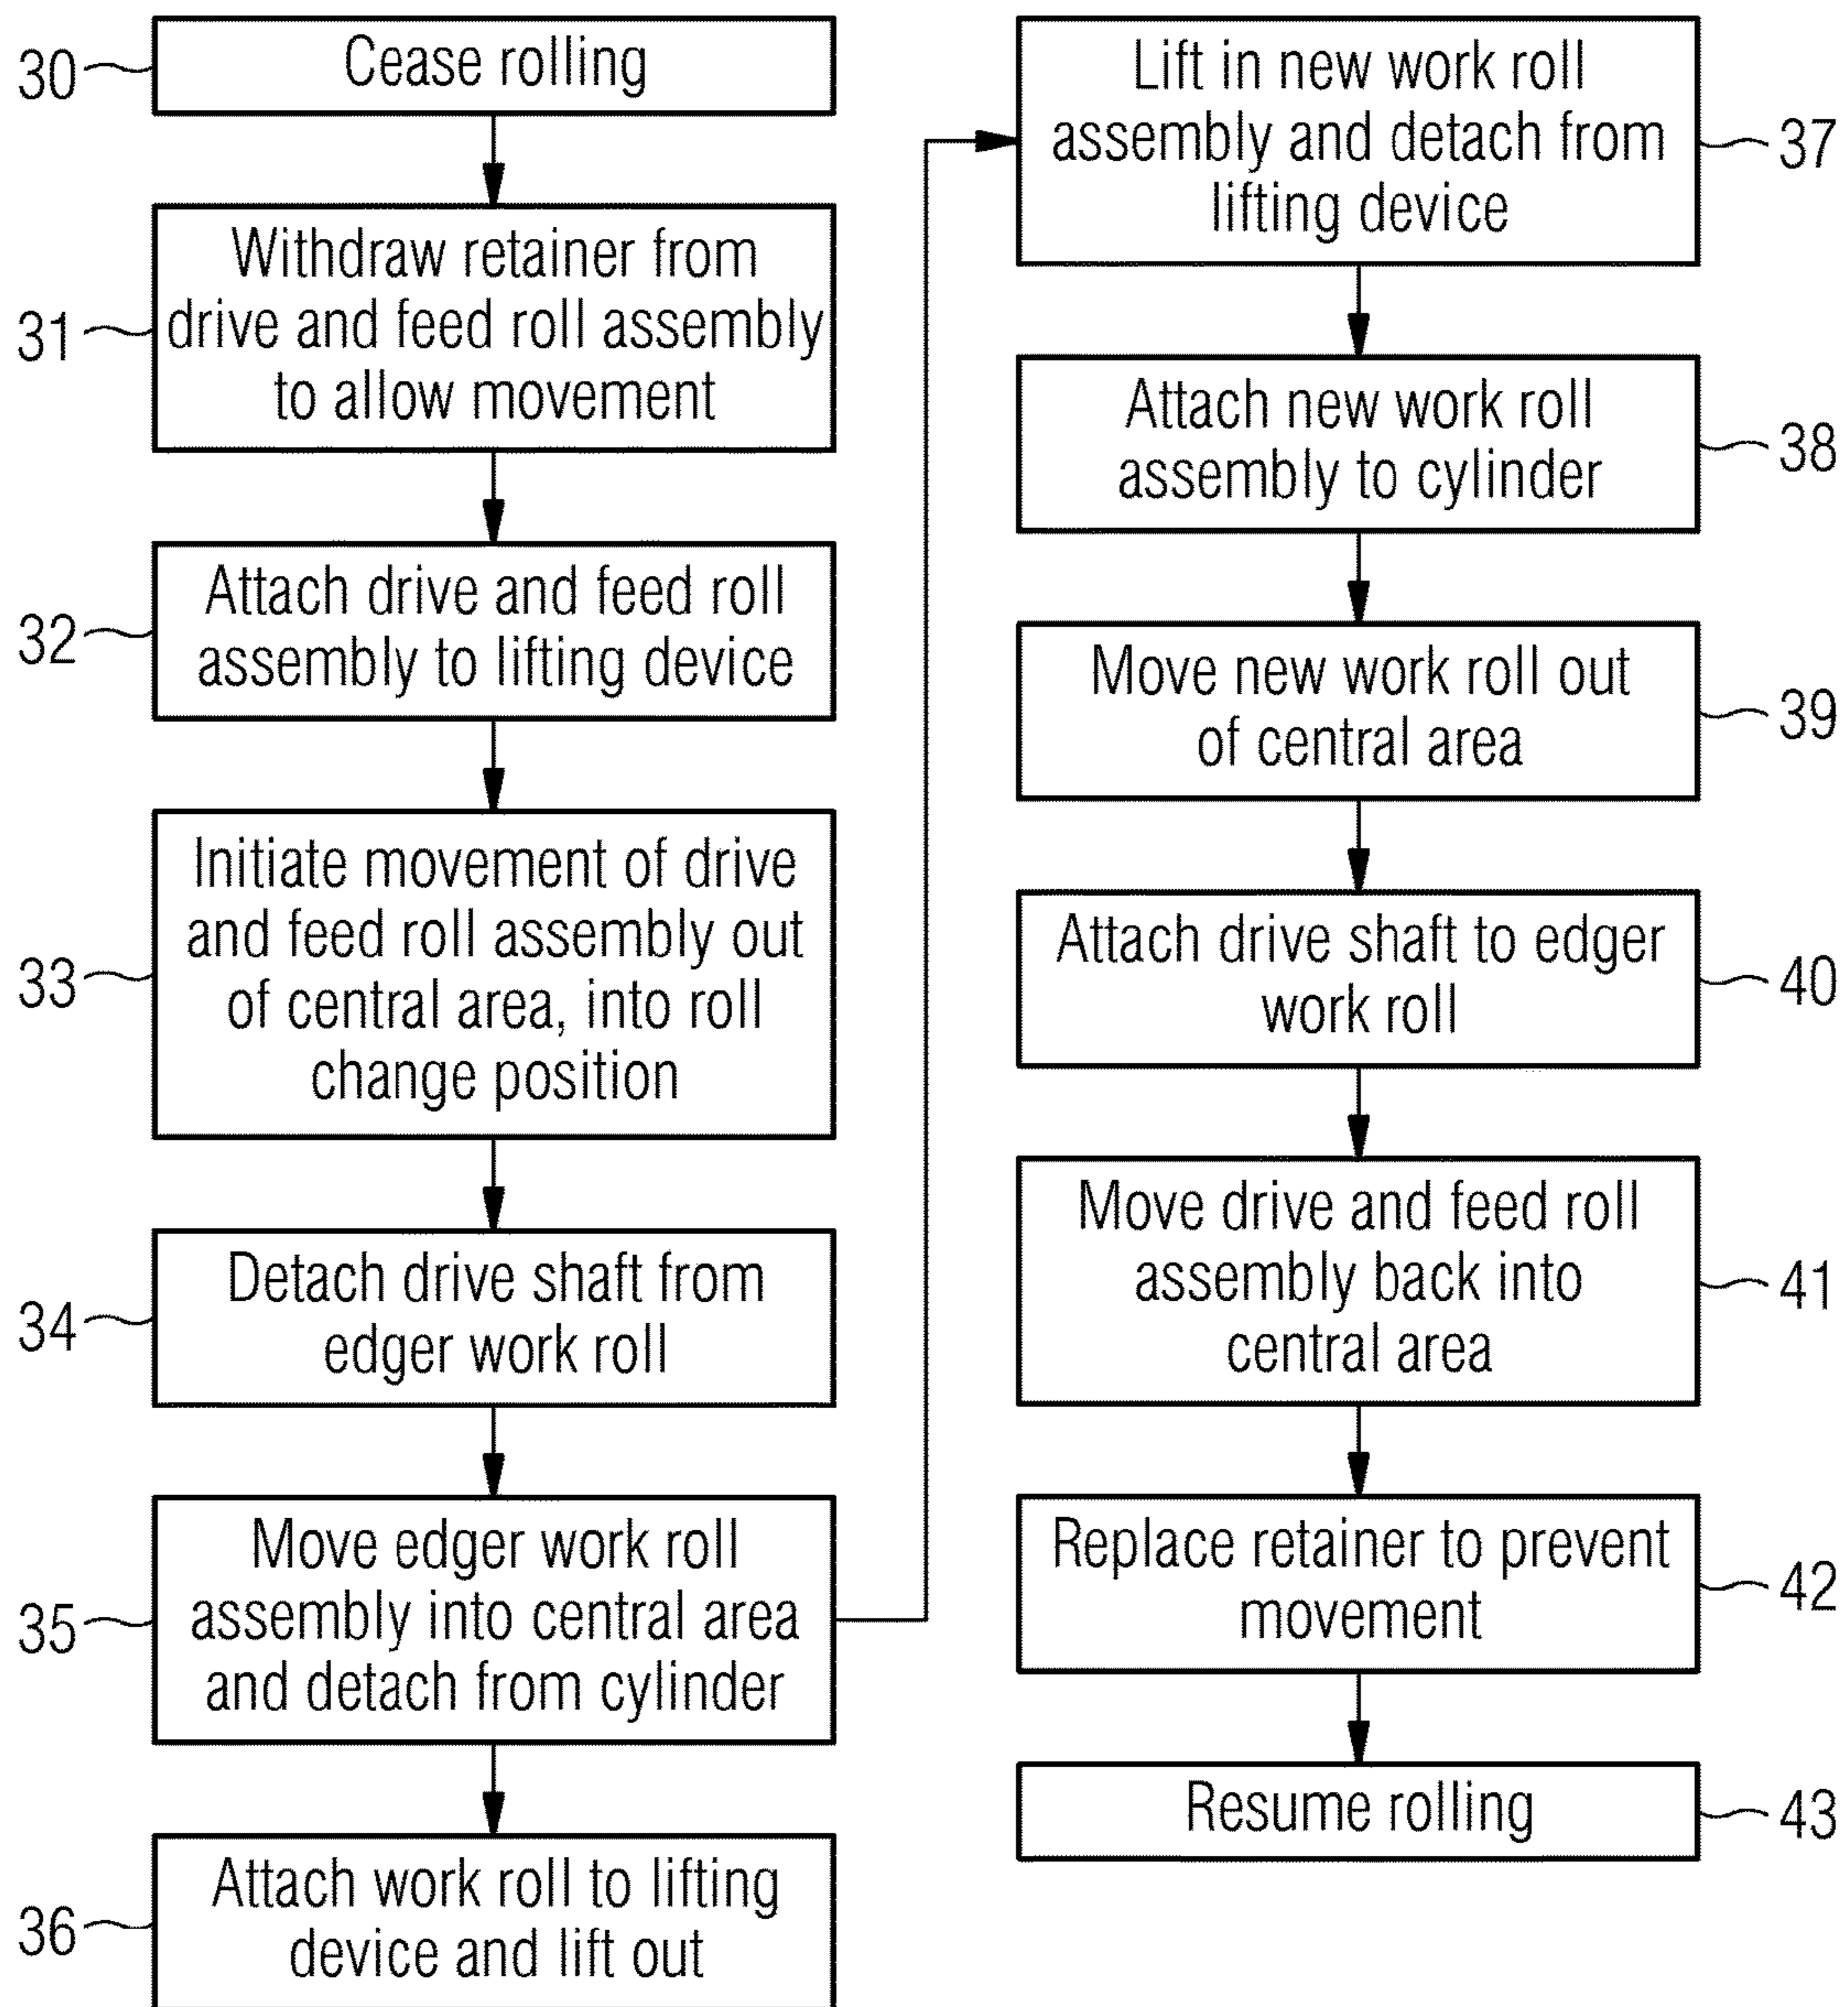 30
Cease rolling
31
Withdraw retainer from
drive and feed roll assembly
to allow movement
32
Attach drive and feed roll
assembly to lifting device
33
Initiate movement of drive
and feed roll assembly out
of central area, into roll
change position
34
Detach drive shaft from
edger work roll
35
Move edger work roll
assembly into central area
and detach from cylinder
36
Attach work roll to lifting
device and lift out
Lift in new work roll
assembly and detach from
lifting device
37
Attach new work roll
assembly to cylinder
38
Move new work roll out
of central area
39
Attach drive shaft to edger
work roll
40
Move drive and feed roll
assembly back into
central area
41
Replace retainer to prevent
movement
42
Resume rolling
43